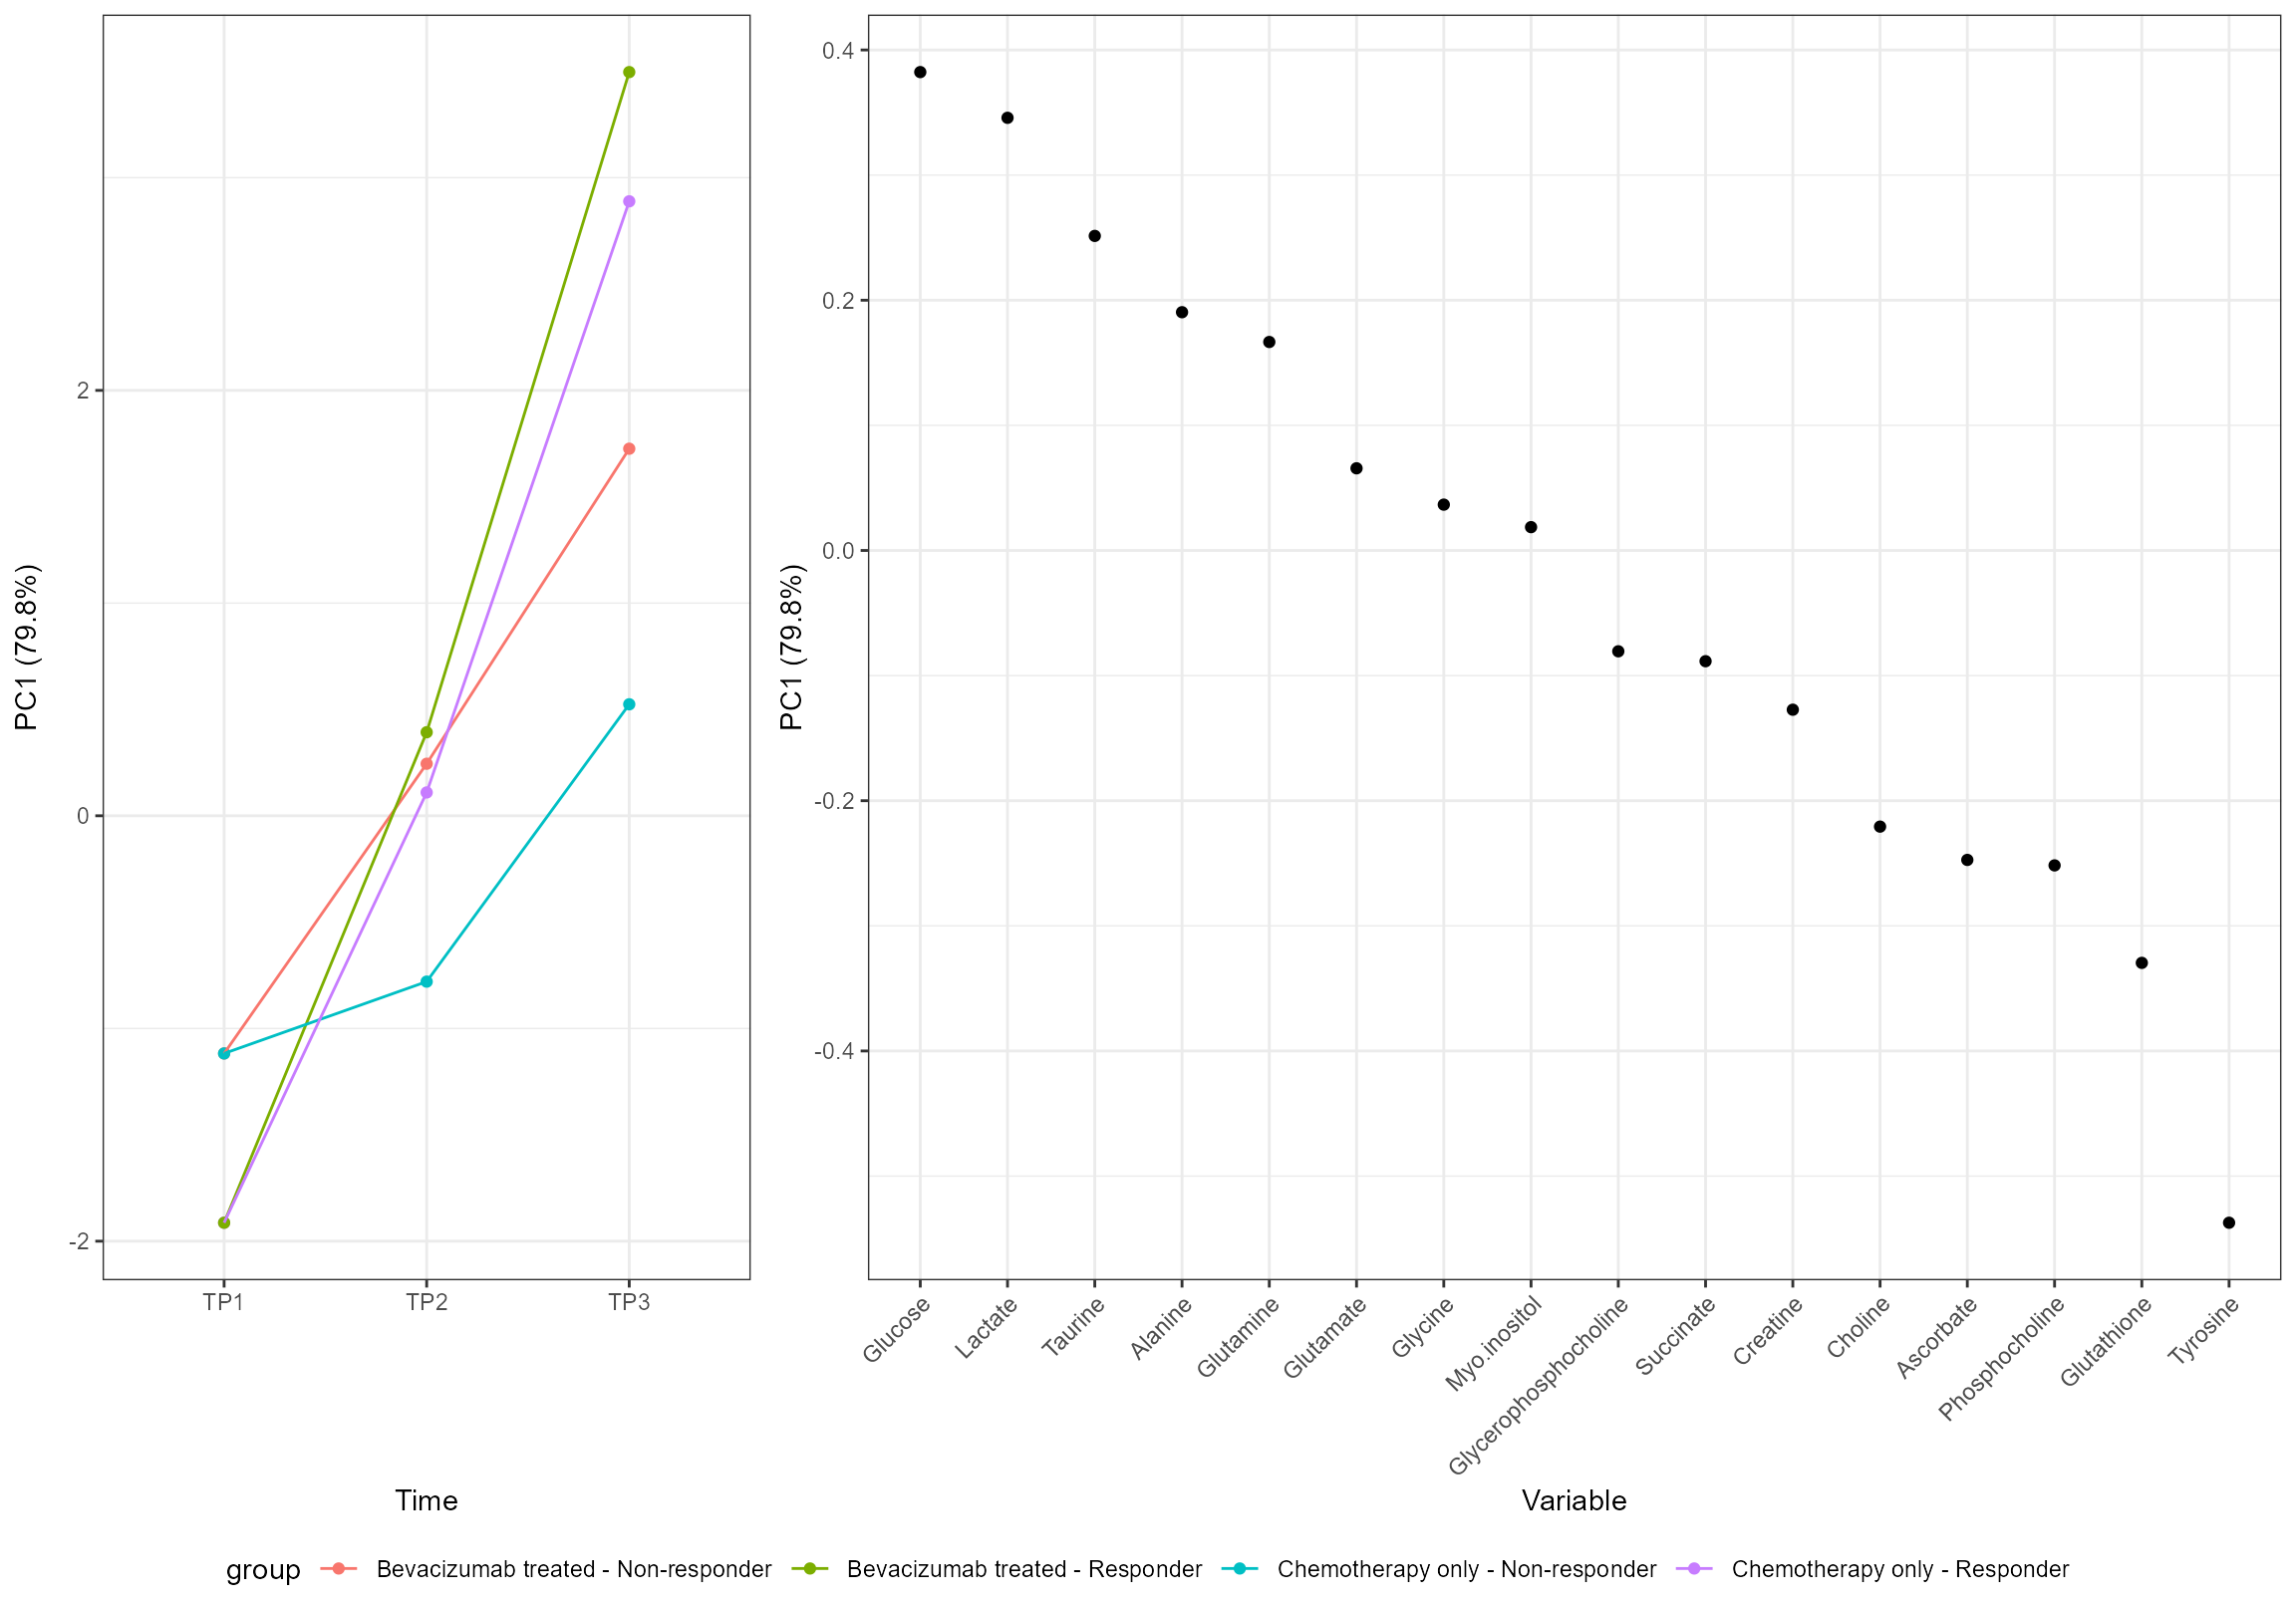 PC1 (79.8%)
2
0
-2
TP1 TP2 TP3
Time
PC1 (79.8%)
0.4
0.2
0.0
-0.2
-0.4
Glucose
Lactate
Taurine
Alanine
Glutamine
Glutamate
Glycine
Myo.inositol
Glycerophosphocholine
Succinate
Creatine
Choline
Ascorbate
Phosphocholine
Glutathione
Tyrosine
Variable
group Bevacizumab treated - Non-responder Bevacizumab treated - Responder Chemotherapy only - Non-responder Chemotherapy only - Responder